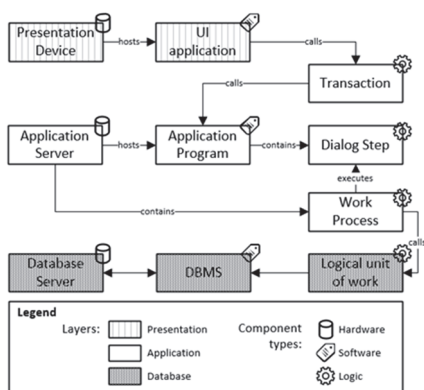 Presentation
Device
hosts
UI
application
calls
Transaction
calls
Application
Server
hosts
Application
Program
contains
Dialog Step
executes
contains
Work
Process
calls
Database
Server
DBMS
Logical unit
of work
Legend
Layers:
Presentation
Application
Database
Component
types:
Hardware
Software
Logic